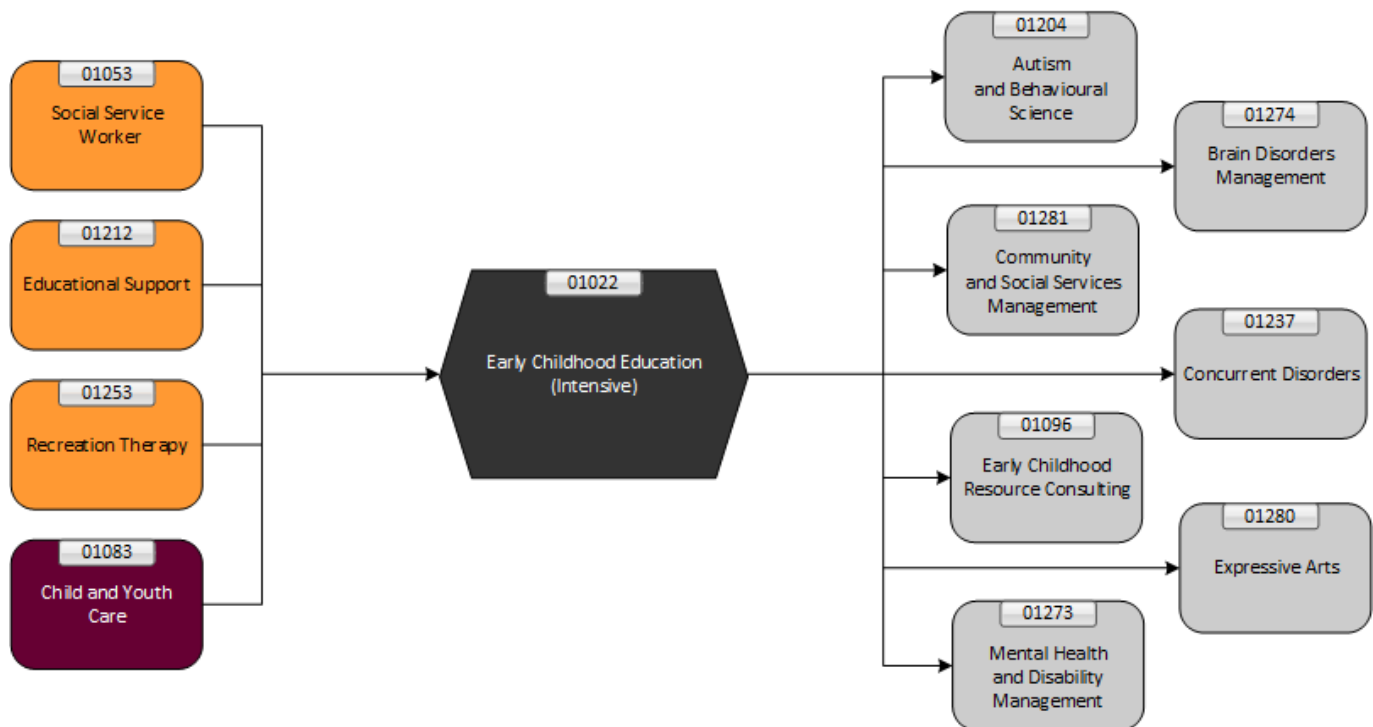 01053
Social Service
Worker
01212
Educational Support
01253
Recreation Therapy
01083
Child and Youth
Care
01022
Early Childhood Education
(Intensive)
01204
Autism
and Behavioural
Science
01274
Brain Disorders
Management
01281
Community
and Social Services
Management
01237
Concurrent Disorders
01096
Early Childhood
Resource Consulting
01280
Expressive Arts
01273
Mental Health
and Disability
Management